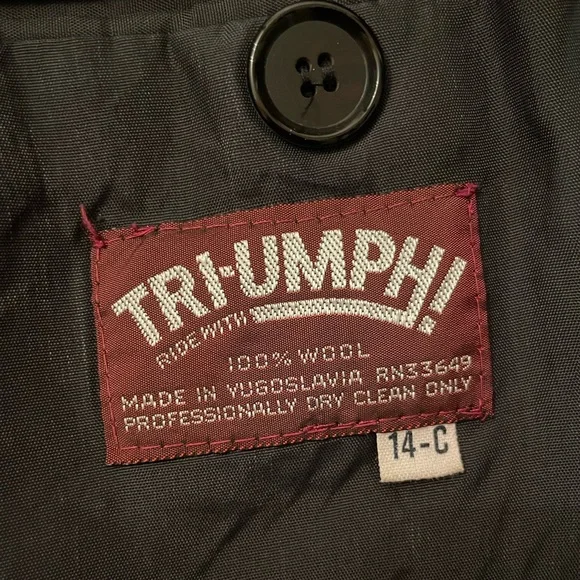 TRI-UMPH!
RIDE WITH
100% WOOL
MADE IN YUGOSLAVIA RN33649
PROFESSIONALLY DRY CLEAN ONLY
14-C